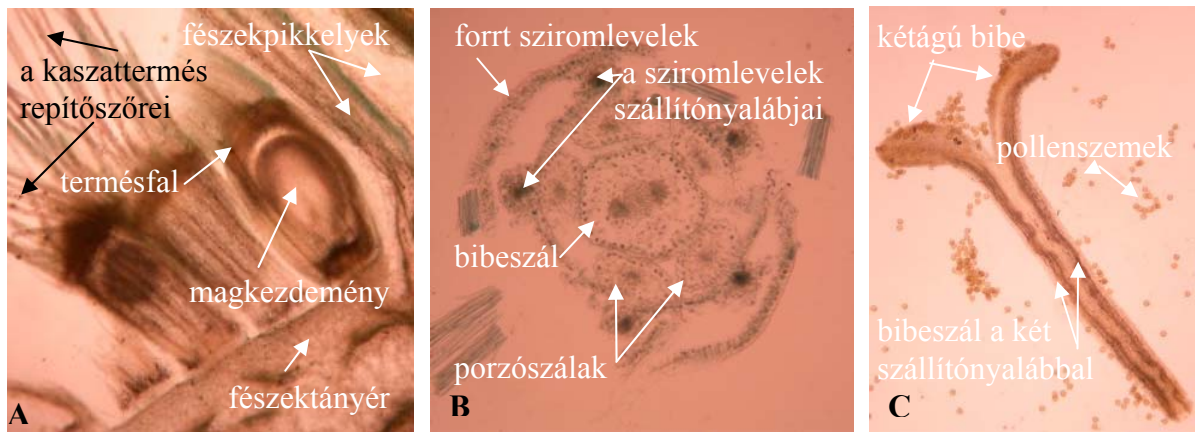 fészekpikkelyek
a kaszattermés
repítőszőrei
termésfal
magkezdemény
fészektányér
A
forrt sziromlevelek
a sziromlevelek
szállítónyalábjai
bibeszál
porzószálak
B
kétágú bibe
pollenszemek
bibeszál a két
szállítónyalábbal
C